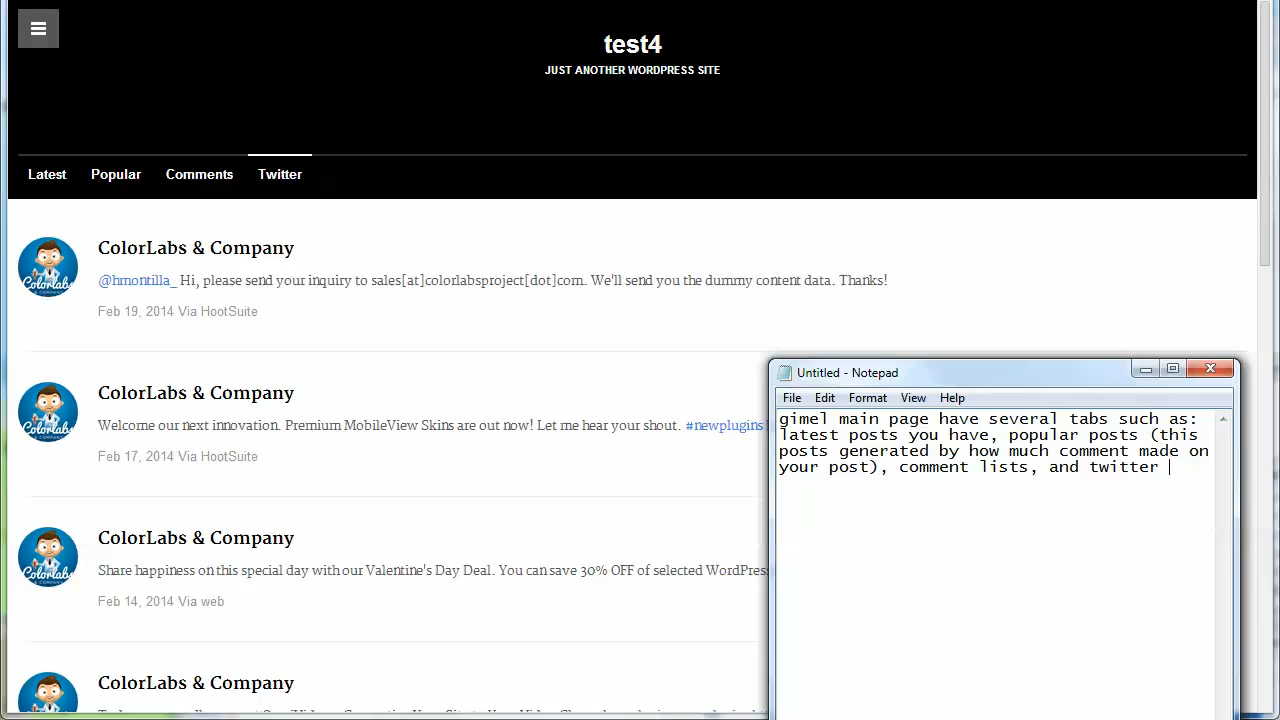 test4
JUST ANOTHER WORDPRESS SITE
Latest Popular Comments Twitter
ColorLabs & Company
@hmontilla_ Hi, please send your inquiry to sales[at]colorlabsproject[dot]com. We'll send you the dummy content data. Thanks!
Feb 19, 2014 Via HootSuite
ColorLabs & Company
Welcome our next innovation. Premium MobileView Skins are out now! Let me hear your shout. #newplugins
Feb 17, 2014 Via HootSuite
ColorLabs & Company
Share happiness on this special day with our Valentine's Day Deal. You can save 30% OFF of selected WordPress
Feb 14, 2014 Via web
ColorLabs & Company
Untitled - Notepad
File Edit Format View Help
gimel main page have several tabs such as:
latest posts you have, popular posts (this
posts generated by how much comment made on
your post), comment lists, and twitter